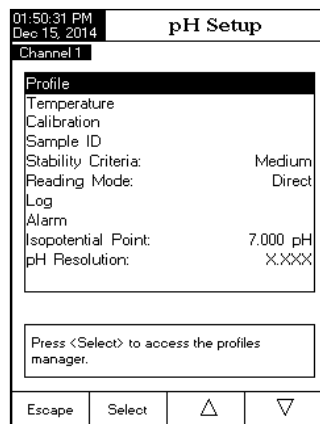 01:50:31 PM
Dec 15, 2014
pH Setup
Channel 1
Profile
Temperature
Calibration
Sample ID
Stability Criteria: Medium
Reading Mode: Direct
Log
Alarm
Isopotential Point: 7.000 pH
pH Resolution: X.XXX
Press <Select> to access the profiles
manager.
Escape Select △ ▽